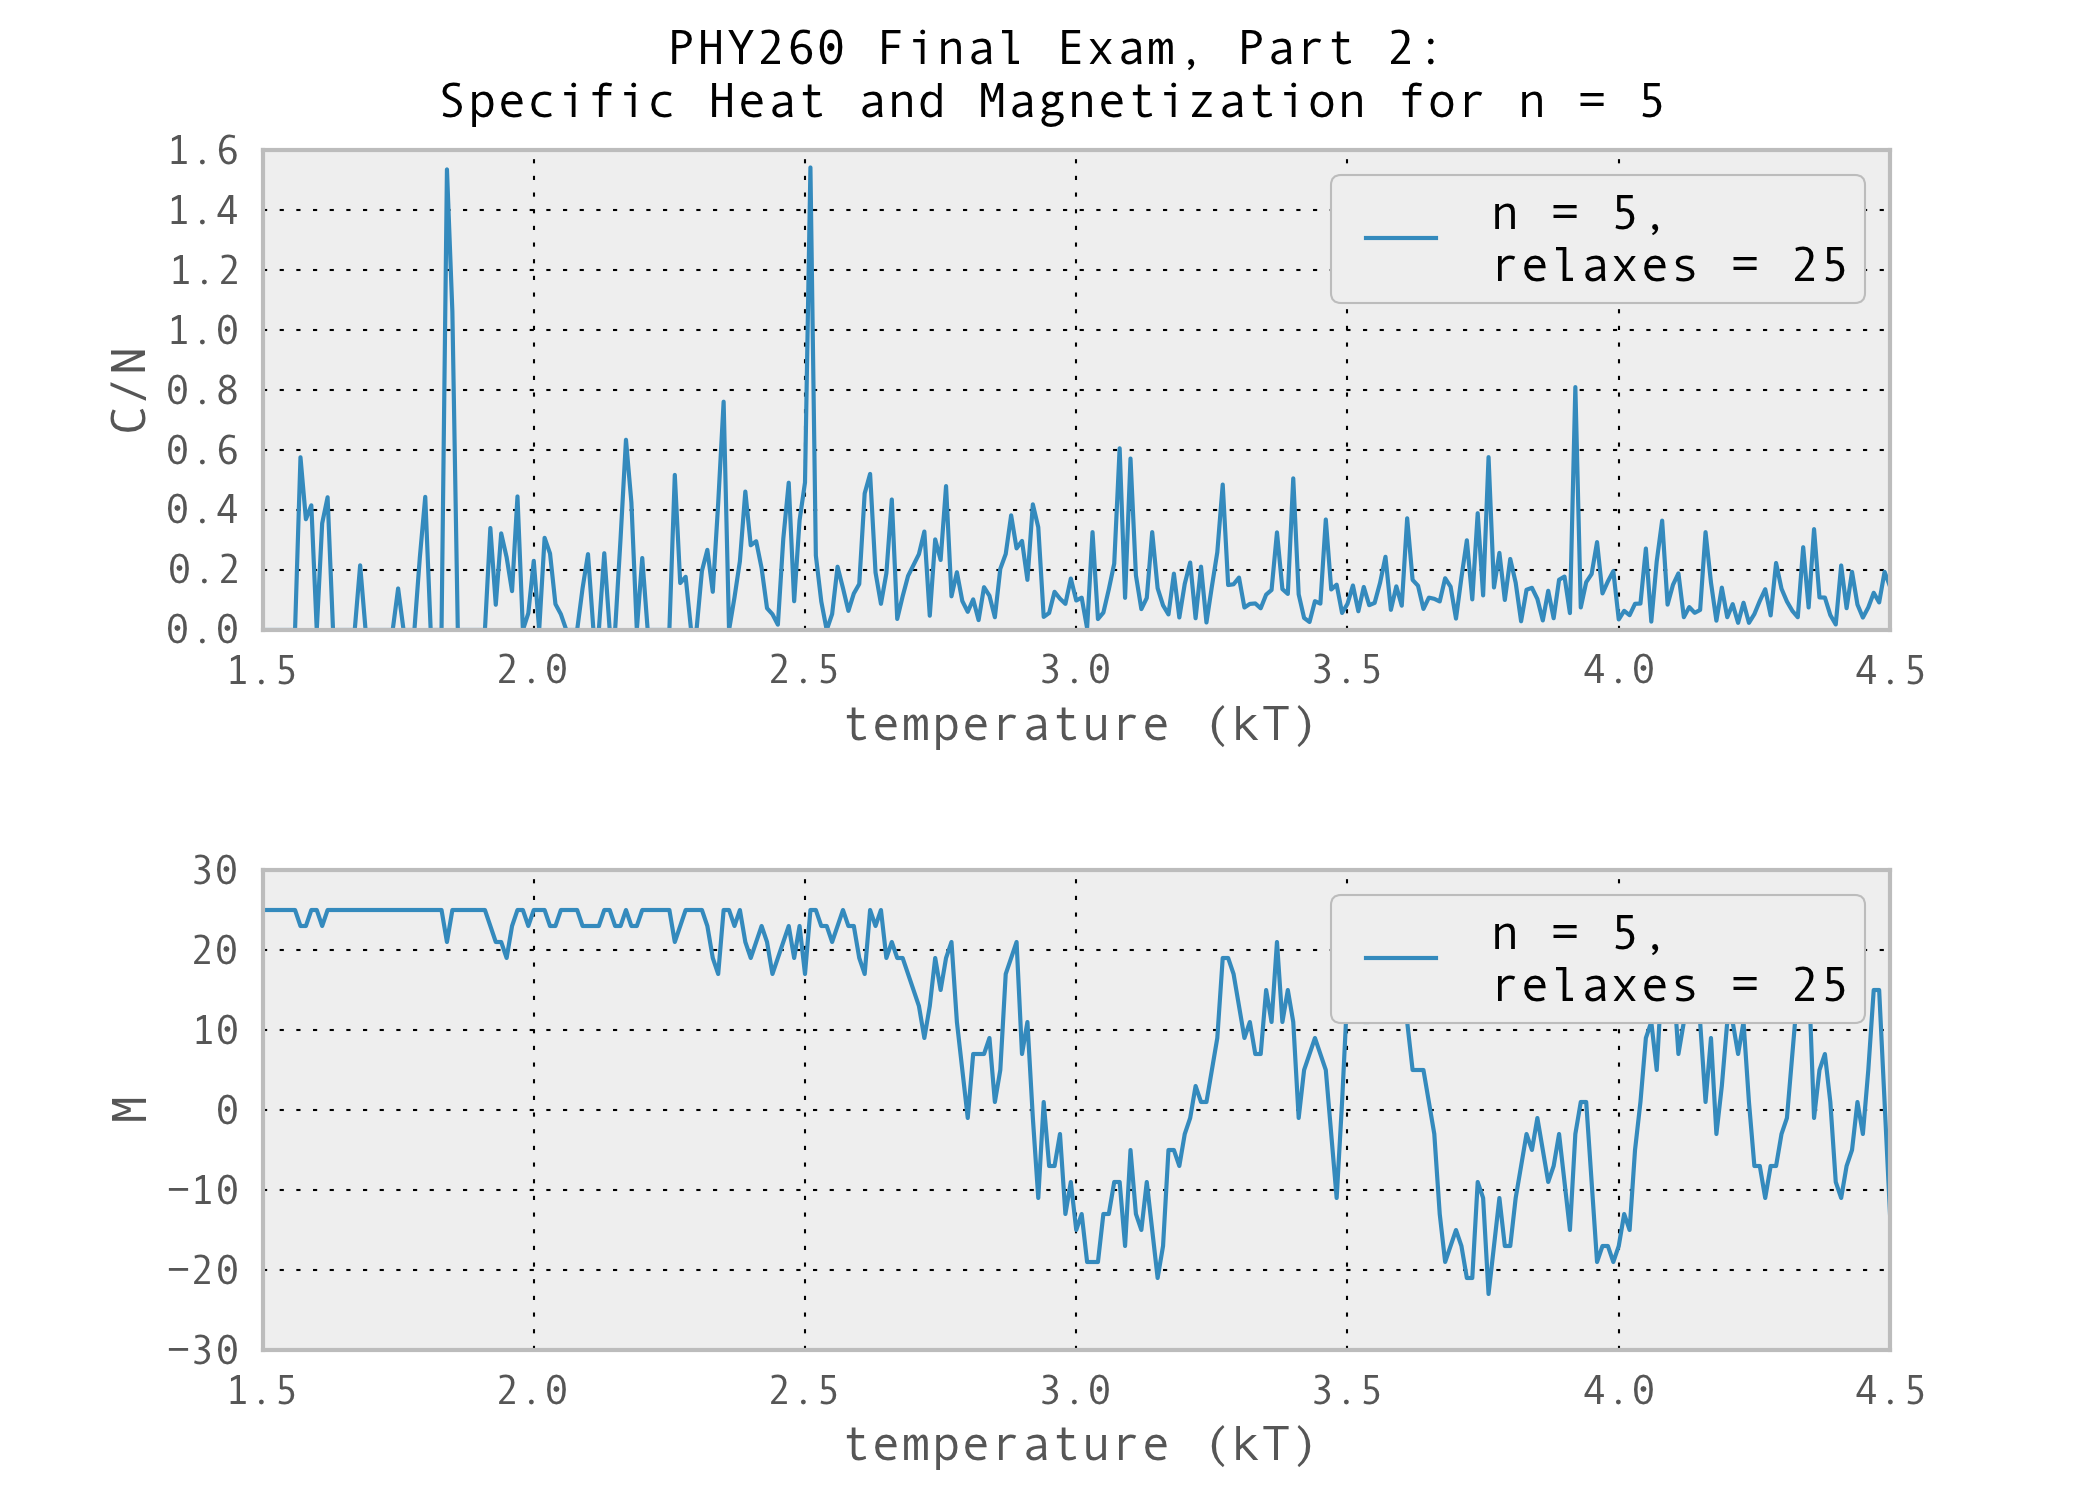 PHY260 Final Exam, Part 2:
Specific Heat and Magnetization for n = 5
1.6
1.4
1.2
1.0
0.8
0.6
0.4
0.2
0.0
C/N
n = 5,
relaxes = 25
1.5 2.0 2.5 3.0 3.5 4.0 4.5
temperature (kT)
30
20
10
0
−10
−20
−30
M
n = 5,
relaxes = 25
1.5 2.0 2.5 3.0 3.5 4.0 4.5
temperature (kT)